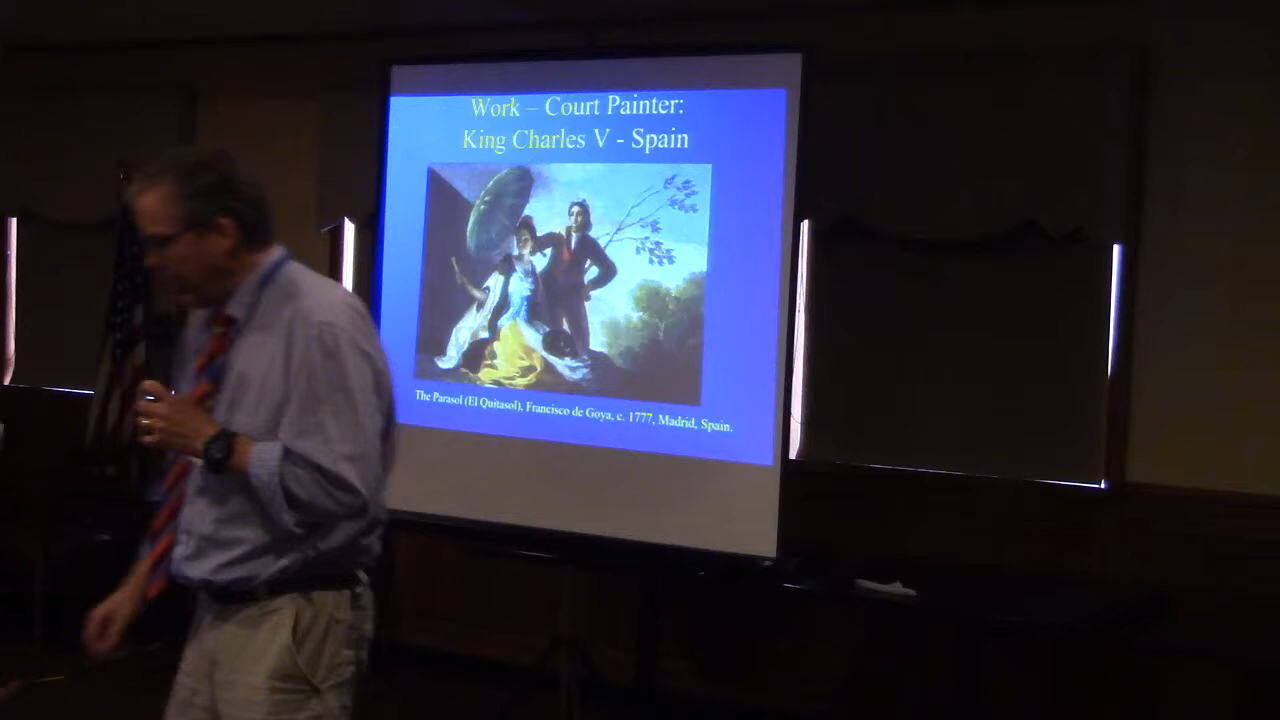 Work – Court Painter:
King Charles V - Spain
The Parasol (El Quitasol), Francisco de Goya, c. 1777, Madrid, Spain.